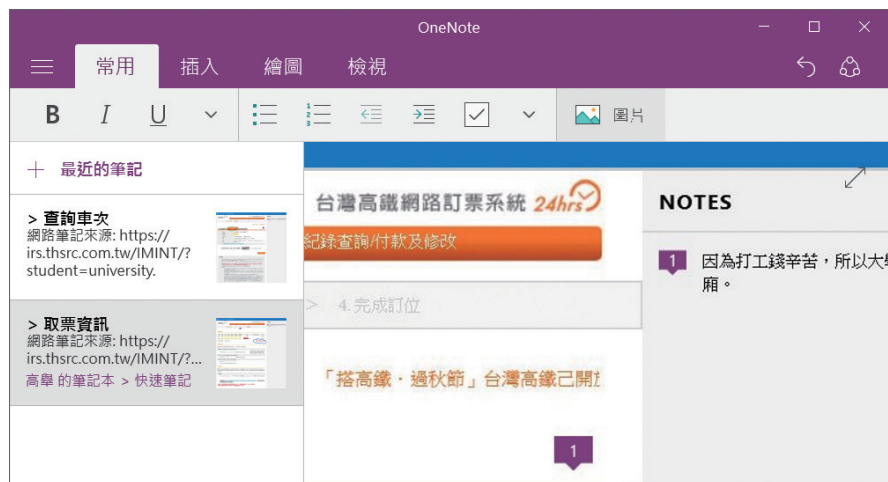 OneNote
常用 插入 繪圖 檢視
B I U 圖片
最近的筆記
> 查詢車次
網路筆記來源: https://
irs.thsrc.com.tw/IMINT/?
student=university.
> 取票資訊
網路筆記來源: https://
irs.thsrc.com.tw/IMINT/?...
高舉 的筆記本 > 快速筆記
台灣高鐵網路訂票系統 24hrs
紀錄查詢/付款及修改
> 4.完成訂位
「搭高鐵．過秋節」台灣高鐵己開放
1
NOTES
1 因為打工錢辛苦，所以大學
廂。